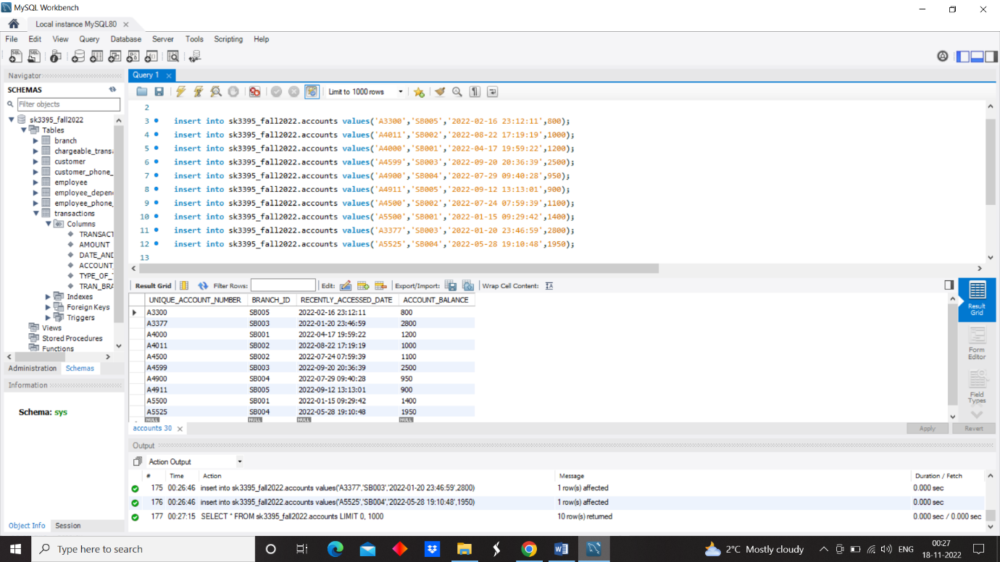 MySQL Workbench
Local instance MySQL80
File Edit View Query Database Server Tools Scripting Help
Navigator
SCHEMAS
Filter objects
sk3395_fall2022
Tables
branch
chargeable_transa
customer
customer_phone_
employee
employee_depen
employee_phone_
transactions
Columns
TRANSACT
AMOUNT
DATE_AND
ACCOUNT_
TYPE_OF_T
TRAN_BRA
Indexes
Foreign Keys
Triggers
Views
Stored Procedures
Functions
Administration Schemas
Information
Schema: sys
Object Info Session
Query 1
Limit to 1000 rows
2
3 insert into sk3395_fall2022.accounts values('A3300','SB005','2022-02-16 23:12:11',800);
4 insert into sk3395_fall2022.accounts values('A4011','SB002','2022-08-22 17:19:19',1000);
5 insert into sk3395_fall2022.accounts values('A4000','SB001','2022-04-17 19:59:22',1200);
6 insert into sk3395_fall2022.accounts values('A4599','SB003','2022-09-20 20:36:39',2500);
7 insert into sk3395_fall2022.accounts values('A4900','SB004','2022-07-29 09:40:28',950);
8 insert into sk3395_fall2022.accounts values('A4911','SB005','2022-09-12 13:13:01',900);
9 insert into sk3395_fall2022.accounts values('A4500','SB002','2022-07-24 07:59:39',1100);
10 insert into sk3395_fall2022.accounts values('A5500','SB001','2022-01-15 09:29:42',1400);
11 insert into sk3395_fall2022.accounts values('A3377','SB003','2022-01-20 23:46:59',2800);
12 insert into sk3395_fall2022.accounts values('A5525','SB004','2022-05-28 19:10:48',1950);
13
Result Grid Filter Rows: Edit: Export/Import: Wrap Cell Content:
UNIQUE_ACCOUNT_NUMBER BRANCH_ID RECENTLY_ACCESSED_DATE ACCOUNT_BALANCE
A3300 SB005 2022-02-16 23:12:11 800
A3377 SB003 2022-01-20 23:46:59 2800
A4000 SB001 2022-04-17 19:59:22 1200
A4011 SB002 2022-08-22 17:19:19 1000
A4500 SB002 2022-07-24 07:59:39 1100
A4599 SB003 2022-09-20 20:36:39 2500
A4900 SB004 2022-07-29 09:40:28 950
A4911 SB005 2022-09-12 13:13:01 900
A5500 SB001 2022-01-15 09:29:42 1400
A5525 SB004 2022-05-28 19:10:48 1950
NULL NULL NULL NULL
Result
Grid
Form
Editor
Field
Types
accounts 30
Apply Revert
Output
Action Output
# Time Action Message Duration / Fetch
175 00:26:46 insert into sk3395_fall2022.accounts values('A3377','SB003','2022-01-20 23:46:59',2800) 1 row(s) affected 0.000 sec
176 00:26:46 insert into sk3395_fall2022.accounts values('A5525','SB004','2022-05-28 19:10:48',1950) 1 row(s) affected 0.000 sec
177 00:27:15 SELECT * FROM sk3395_fall2022.accounts LIMIT 0, 1000 10 row(s) returned 0.000 sec / 0.000 sec
Type here to search
2°C Mostly cloudy
ENG
00:27
18-11-2022